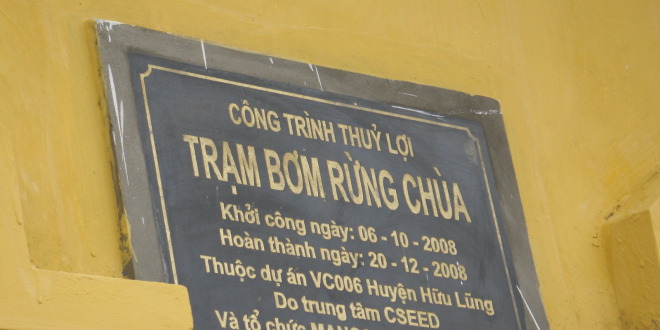 CÔNG TRÌNH THUỶ LỢI
TRẠM BƠM RỪNG CHÙA
Khởi công ngày: 06 - 10 - 2008
Hoàn thành ngày: 20 - 12 - 2008
Thuộc dự án VC006 Huyện Hữu Lũng
Do trung tâm CSEED
Và tổ chức